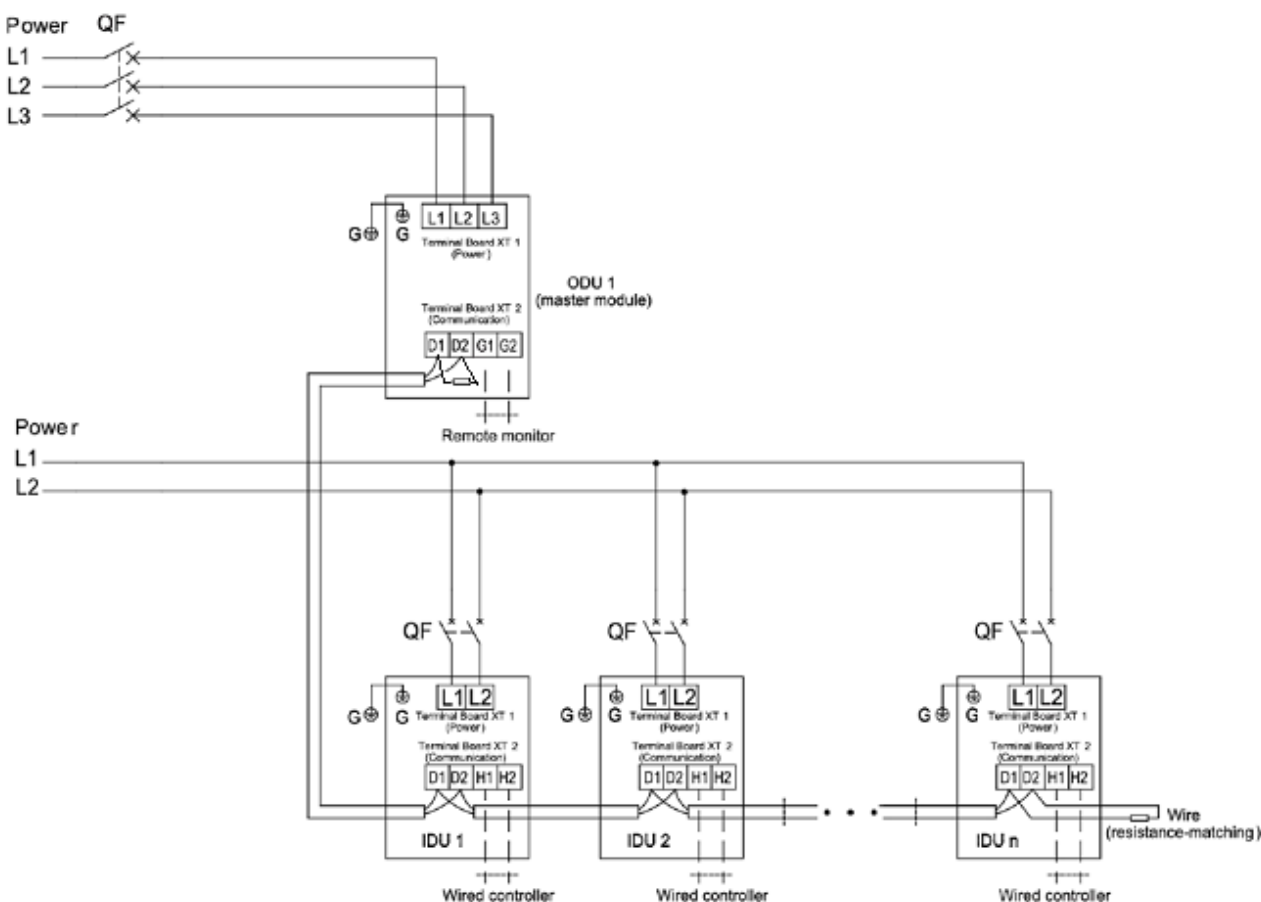 Power QF
L1
L2
L3
L1 L2 L3
G G
Terminal Board XT 1
(Power)
ODU 1
(master module)
Terminal Board XT 2
(Communication)
D1 D2 G1 G2
Remote monitor
Power
L1
L2
QF QF QF
L1 L2 L1 L2 L1 L2
G G G G G G
Terminal Board XT 1 Terminal Board XT 1 Terminal Board XT 1
(Power) (Power) (Power)
Terminal Board XT 2 Terminal Board XT 2 Terminal Board XT 2
(Communication) (Communication) (Communication)
D1 D2 H1 H2 D1 D2 H1 H2 D1 D2 H1 H2
Wire
(resistance-matching)
IDU 1 IDU 2 IDU n
Wired controller Wired controller Wired controller